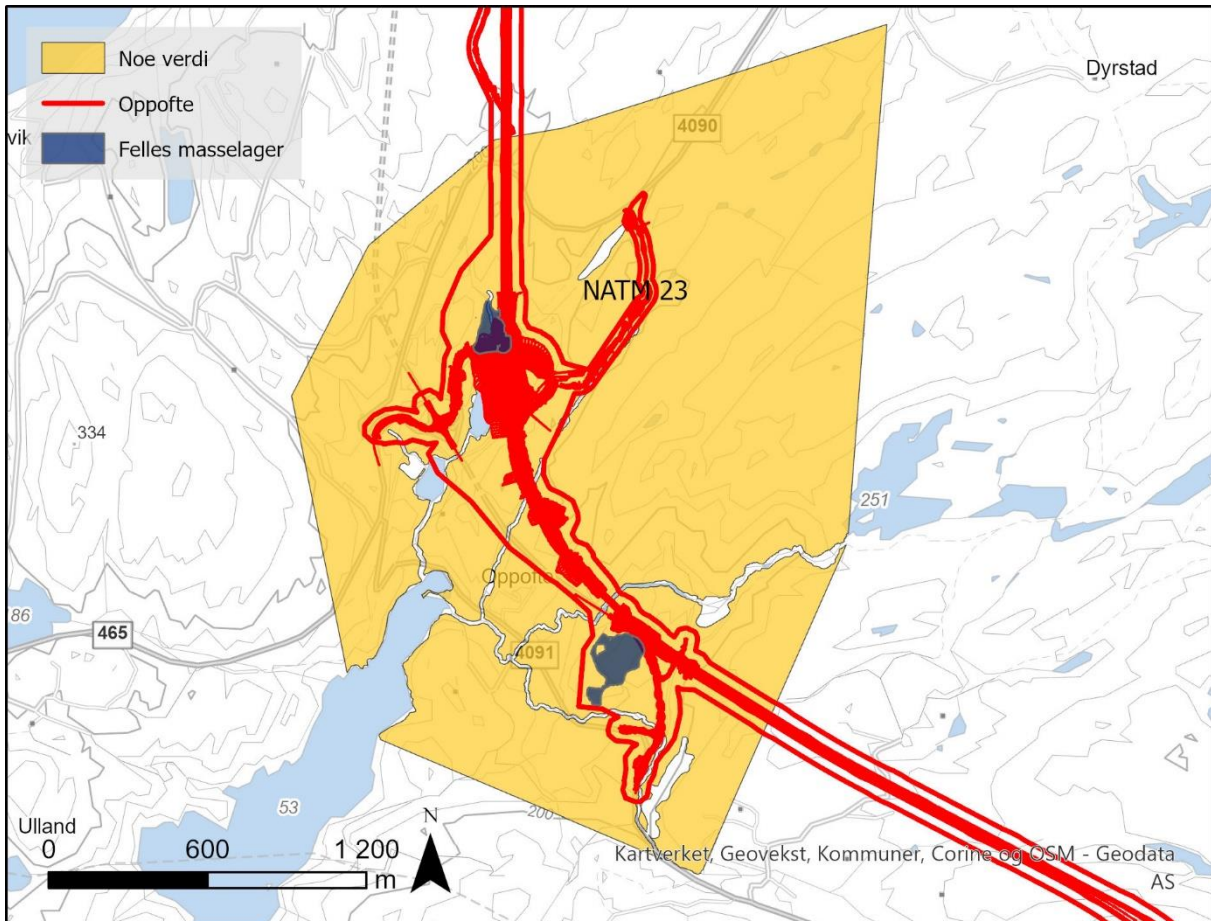 Noe verdi
Oppofte
Felles masselager
vik
Dyrstad
4090
NATM 23
334
251
Oppofte
86
465
4091
53
200
Ulland
N
0 600 1 200
m
Kartverket, Geovekst, Kommuner, Corine og OSM - Geodata
AS